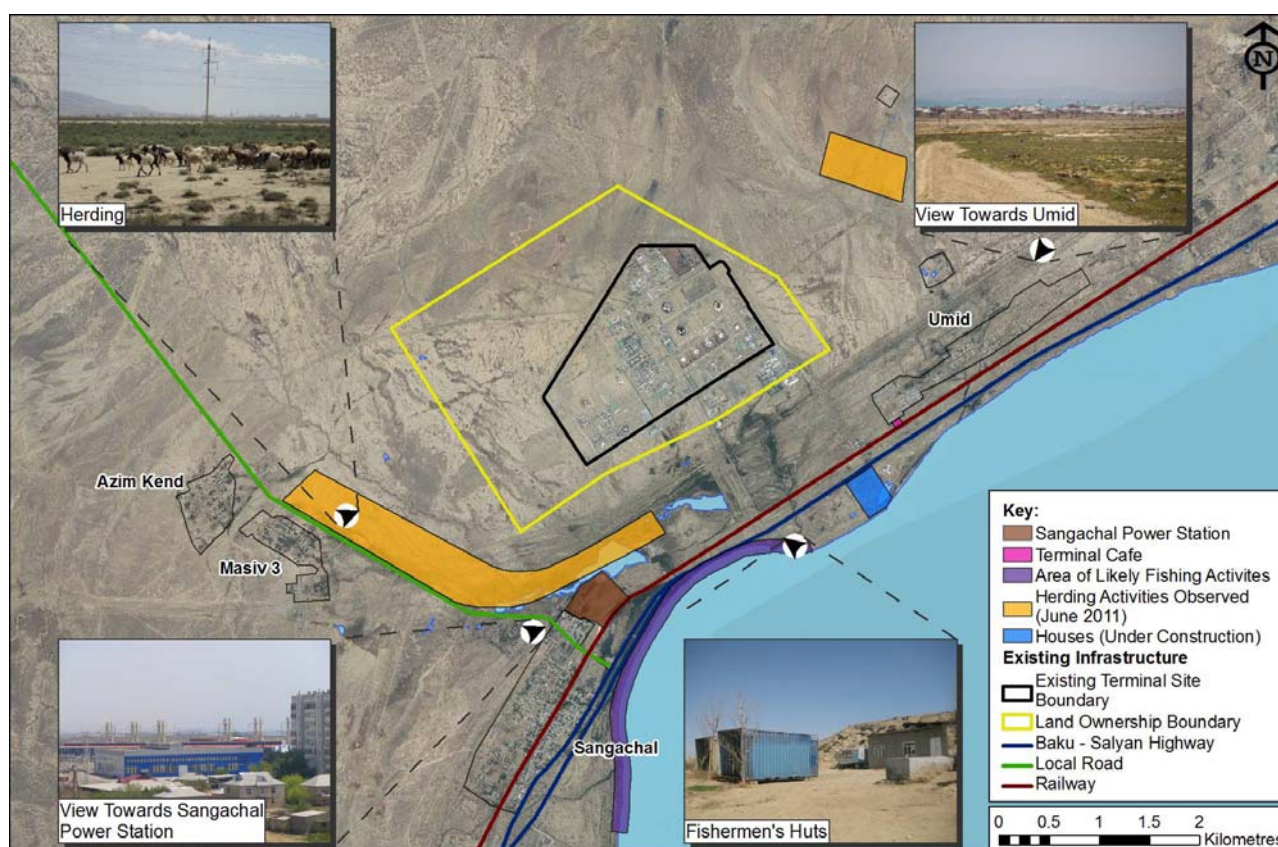 N
Herding
View Towards Umid
Umid
Azim Kend
Masiv 3
Sangachal
View Towards Sangachal
Power Station
Fishermen's Huts
Key:
Sangachal Power Station
Terminal Cafe
Area of Likely Fishing Activites
Herding Activities Observed
(June 2011)
Houses (Under Construction)
Existing Infrastructure
Existing Terminal Site
Boundary
Land Ownership Boundary
Baku - Salyan Highway
Local Road
Railway
0 0.5 1 2
Kilometres